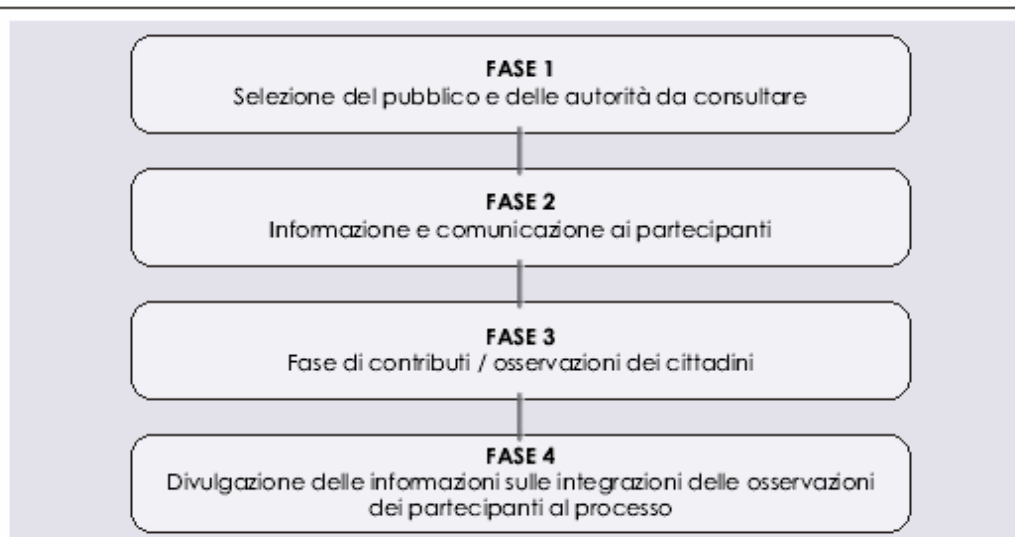 FASE 1
Selezione del pubblico e delle autorità da consultare
FASE 2
Informazione e comunicazione ai partecipanti
FASE 3
Fase di contributi / osservazioni dei cittadini
FASE 4
Divulgazione delle informazioni sulle integrazioni delle osservazioni
dei partecipanti al processo